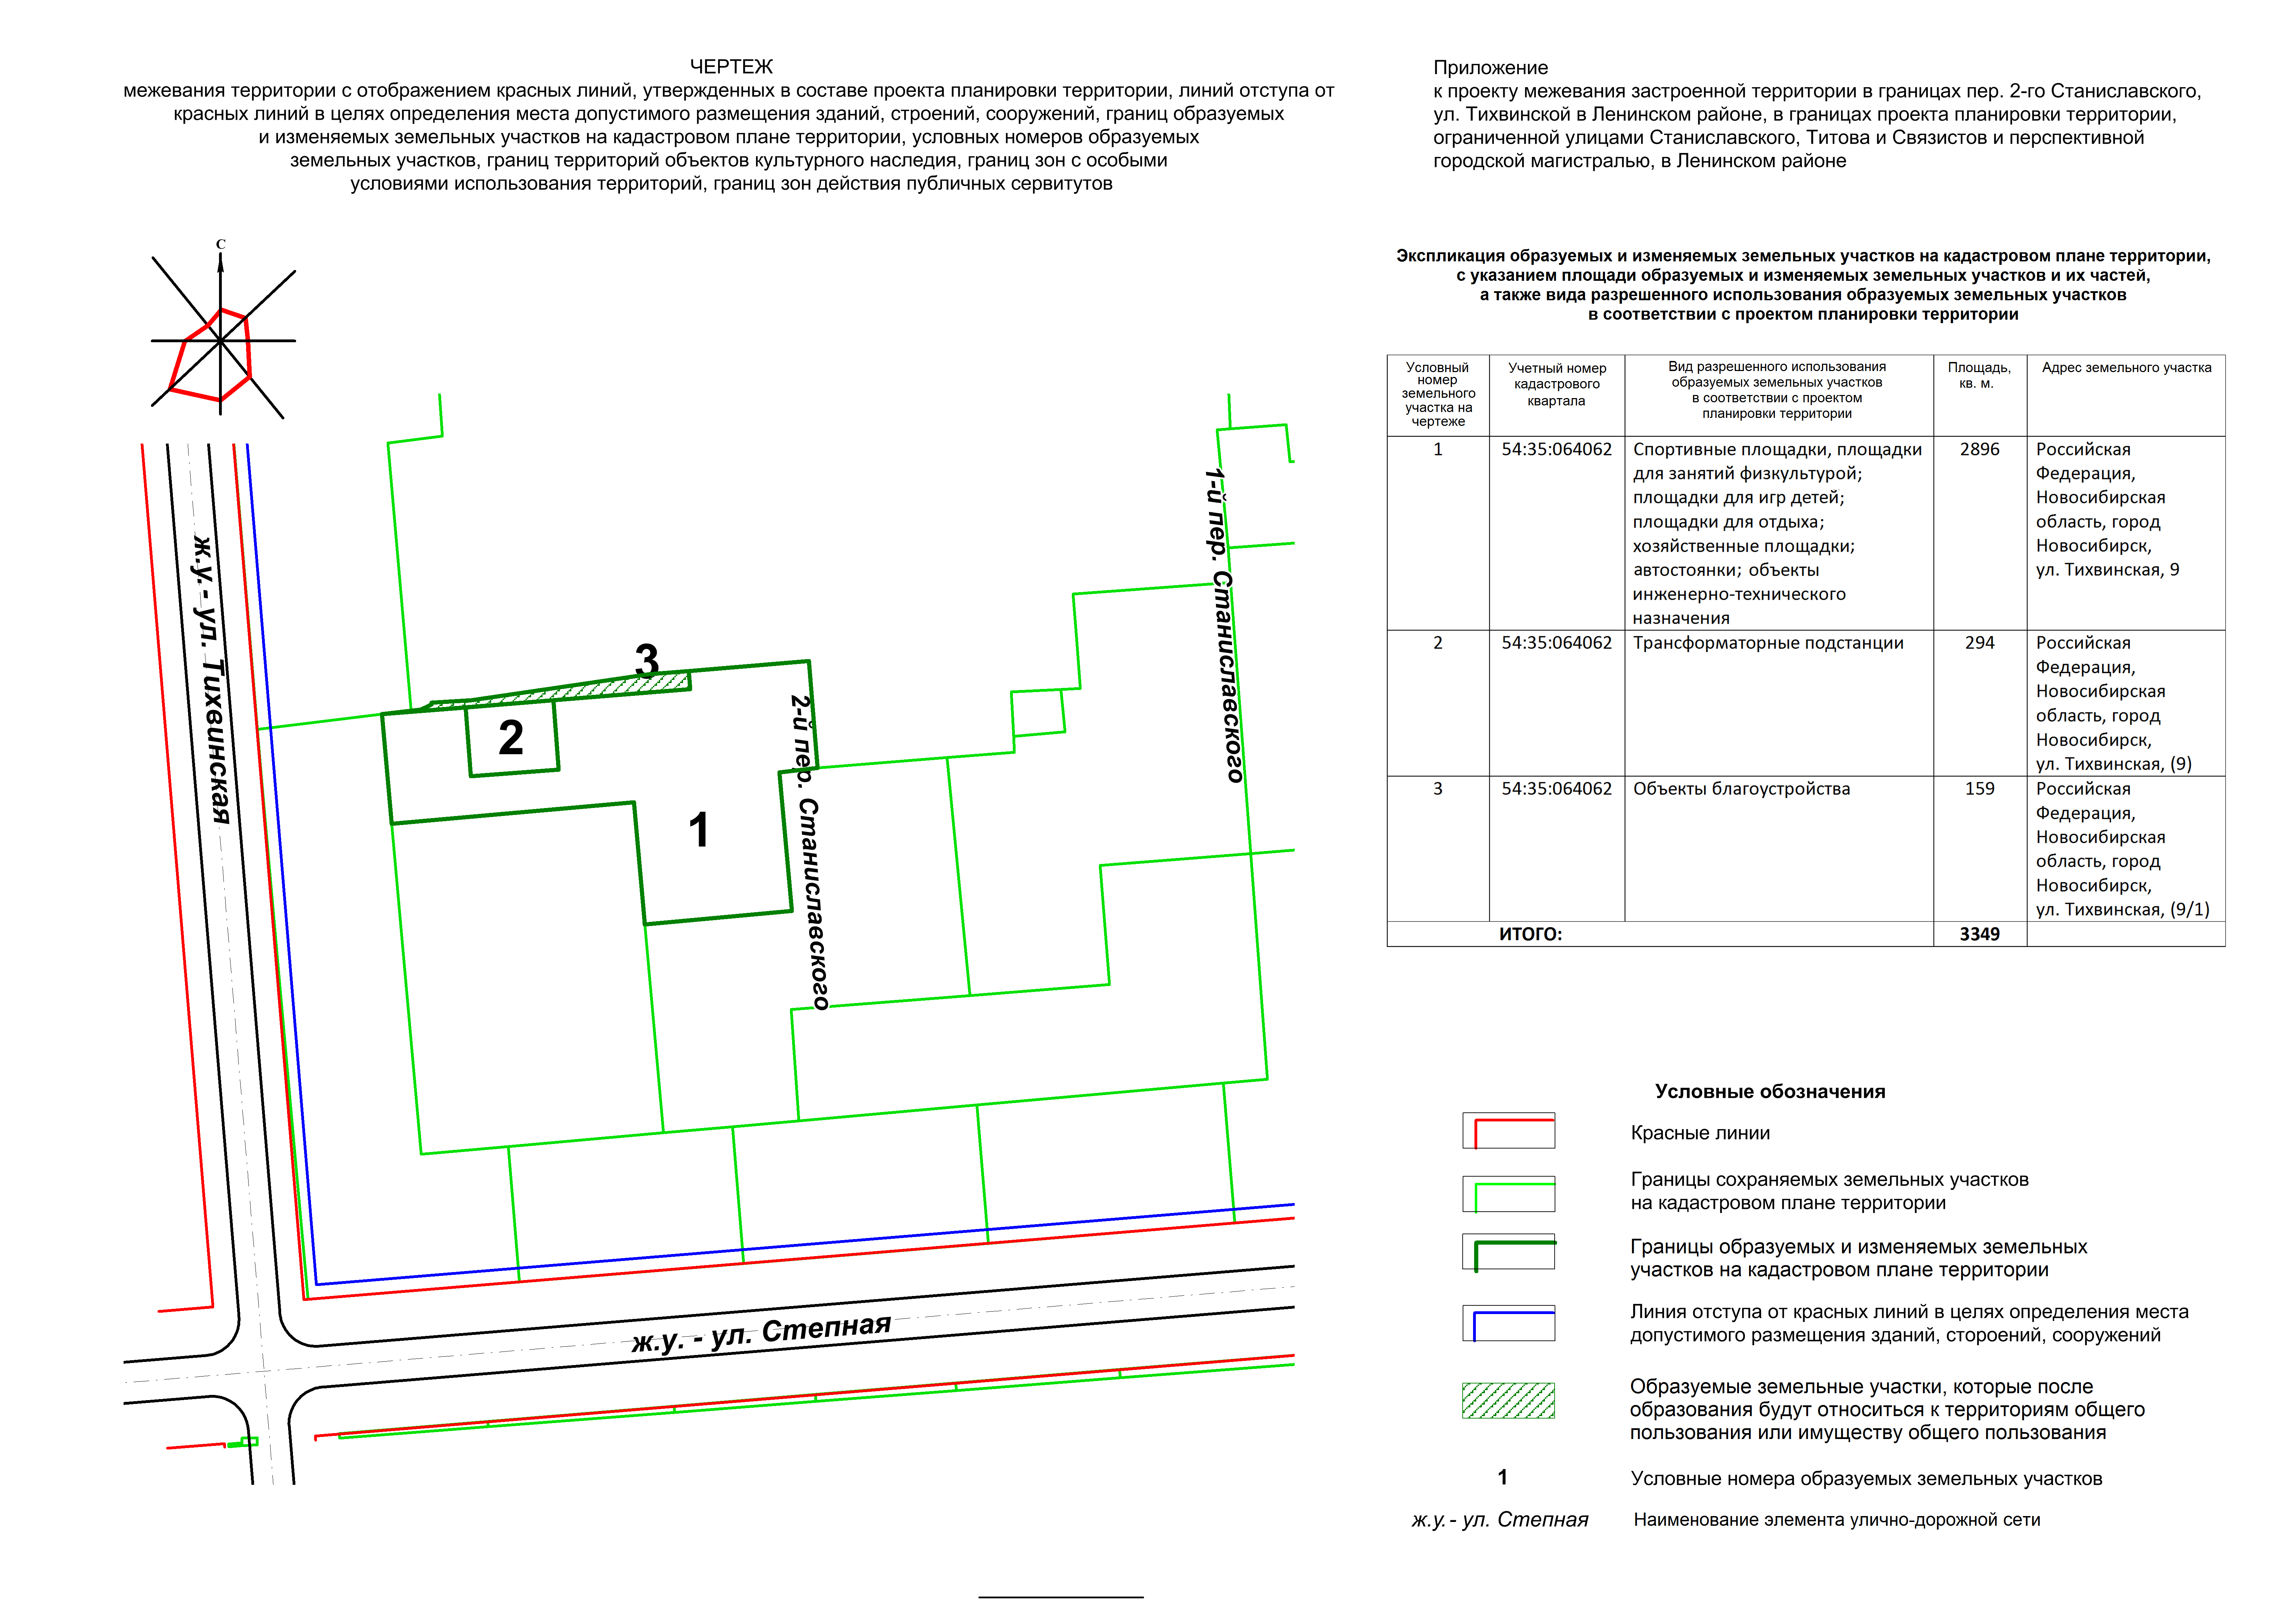 ЧЕРТЕЖ
межевания территории с отображением красных линий, утвержденных в составе проекта планировки территории, линий отступа от
красных линий в целях определения места допустимого размещения зданий, строений, сооружений, границ образуемых
и изменяемых земельных участков на кадастровом плане территории, условных номеров образуемых
земельных участков, границ территорий объектов культурного наследия, границ зон с особыми
условиями использования территорий, границ зон действия публичных сервитутов
Приложение
к проекту межевания застроенной территории в границах пер. 2-го Станиславского,
ул. Тихвинской в Ленинском районе, в границах проекта планировки территории,
ограниченной улицами Станиславского, Титова и Связистов и перспективной
городской магистралью, в Ленинском районе
С
ж.у. - ул. Тихвинская
3
2
1
2-й пер. Станиславского
1-й пер. Станиславского
ж.у. - ул. Степная
Экспликация образуемых и изменяемых земельных участков на кадастровом плане территории,
с указанием площади образуемых и изменяемых земельных участков и их частей,
а также вида разрешенного использования образуемых земельных участков
в соответствии с проектом планировки территории
Условный
номер
земельного
участка на
чертеже
Учетный номер
кадастрового
квартала
Вид разрешенного использования
образуемых земельных участков
в соответствии с проектом
планировки территории
Площадь,
кв. м.
Адрес земельного участка
1
54:35:064062
Спортивные площадки, площадки
для занятий физкультурой;
площадки для игр детей;
площадки для отдыха;
хозяйственные площадки;
автостоянки; объекты
инженерно-технического
назначения
2896
Российская
Федерация,
Новосибирская
область, город
Новосибирск,
ул. Тихвинская, 9
2
54:35:064062
Трансформаторные подстанции
294
Российская
Федерация,
Новосибирская
область, город
Новосибирск,
ул. Тихвинская, (9)
3
54:35:064062
Объекты благоустройства
159
Российская
Федерация,
Новосибирская
область, город
Новосибирск,
ул. Тихвинская, (9/1)
ИТОГО:
3349
Условные обозначения
Красные линии
Границы сохраняемых земельных участков
на кадастровом плане территории
Границы образуемых и изменяемых земельных
участков на кадастровом плане территории
Линия отступа от красных линий в целях определения места
допустимого размещения зданий, стороений, сооружений
Образуемые земельные участки, которые после
образования будут относиться к территориям общего
пользования или имуществу общего пользования
1
Условные номера образуемых земельных участков
ж.у. - ул. Степная
Наименование элемента улично-дорожной сети